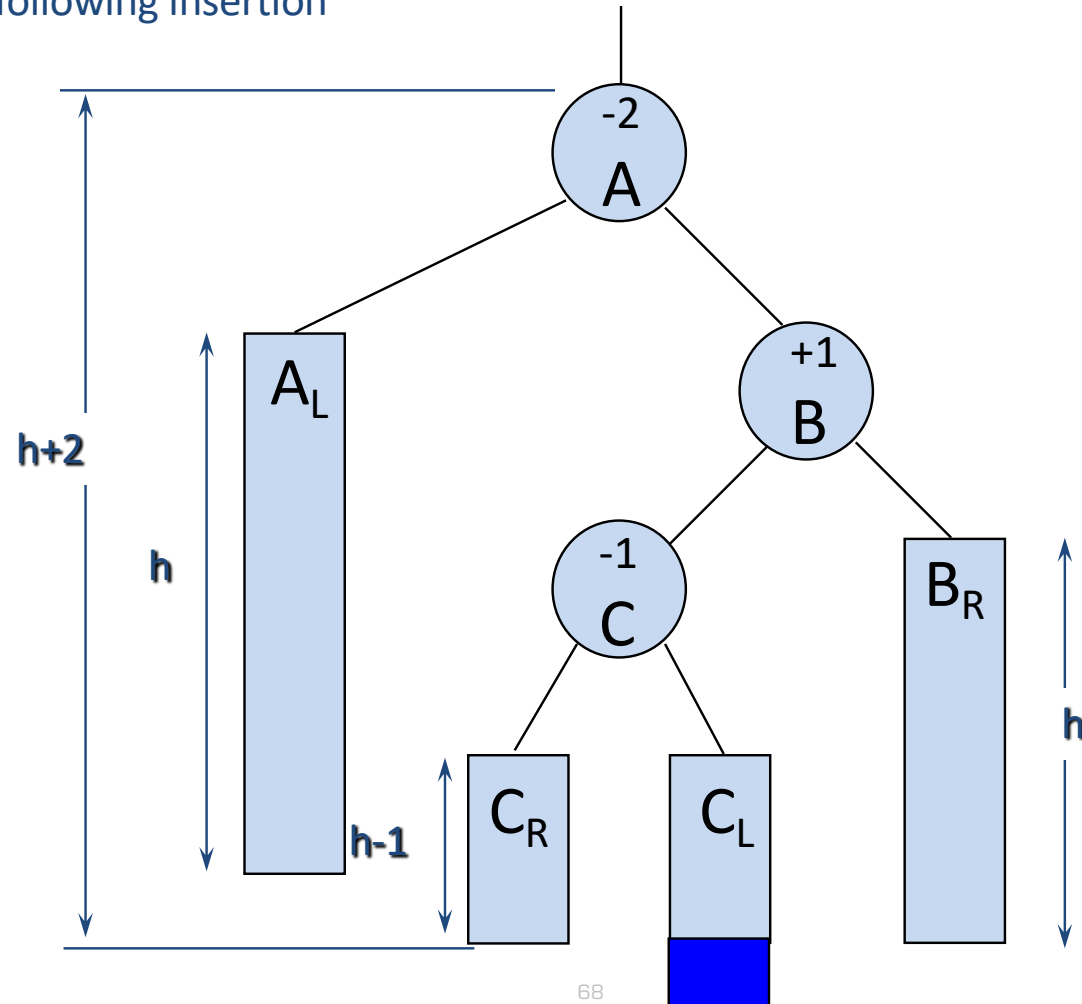 following insertion
-2
A
+1
B
A_L
h+2
h
-1
C
B_R
h
C_R
C_L
h-1
68